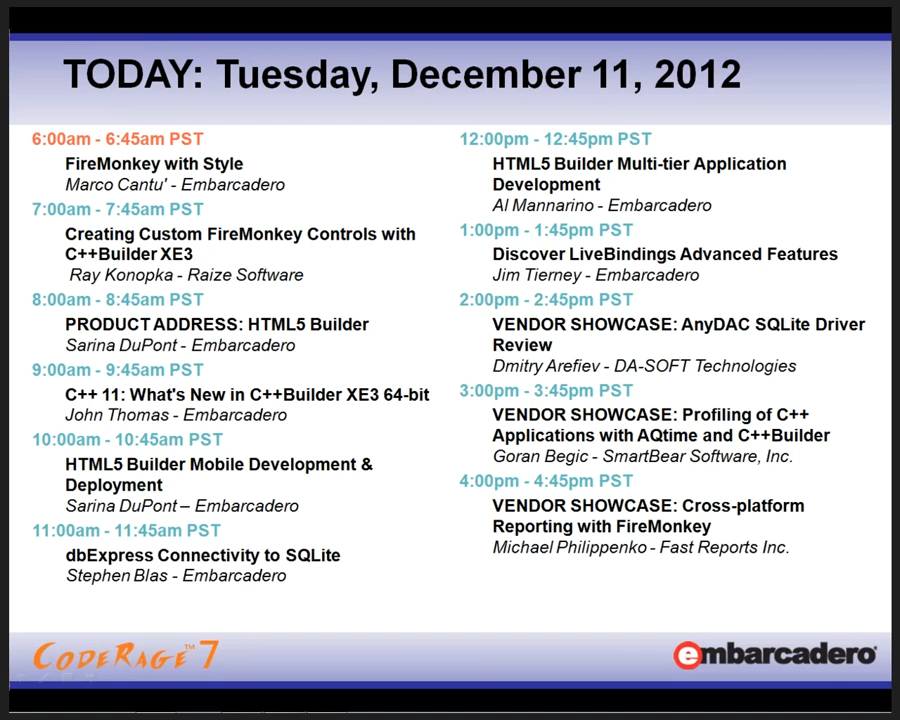 TODAY: Tuesday, December 11, 2012
6:00am - 6:45am PST
FireMonkey with Style
Marco Cantu' - Embarcadero
7:00am - 7:45am PST
Creating Custom FireMonkey Controls with
C++Builder XE3
Ray Konopka - Raize Software
8:00am - 8:45am PST
PRODUCT ADDRESS: HTML5 Builder
Sarina DuPont - Embarcadero
9:00am - 9:45am PST
C++ 11: What's New in C++Builder XE3 64-bit
John Thomas - Embarcadero
10:00am - 10:45am PST
HTML5 Builder Mobile Development &
Deployment
Sarina DuPont – Embarcadero
11:00am - 11:45am PST
dbExpress Connectivity to SQLite
Stephen Blas - Embarcadero
12:00pm - 12:45pm PST
HTML5 Builder Multi-tier Application
Development
Al Mannarino - Embarcadero
1:00pm - 1:45pm PST
Discover LiveBindings Advanced Features
Jim Tierney - Embarcadero
2:00pm - 2:45pm PST
VENDOR SHOWCASE: AnyDAC SQLite Driver
Review
Dmitry Arefiev - DA-SOFT Technologies
3:00pm - 3:45pm PST
VENDOR SHOWCASE: Profiling of C++
Applications with AQtime and C++Builder
Goran Begic - SmartBear Software, Inc.
4:00pm - 4:45pm PST
VENDOR SHOWCASE: Cross-platform
Reporting with FireMonkey
Michael Philippenko - Fast Reports Inc.
CODERAGE™ 7
embarcadero®